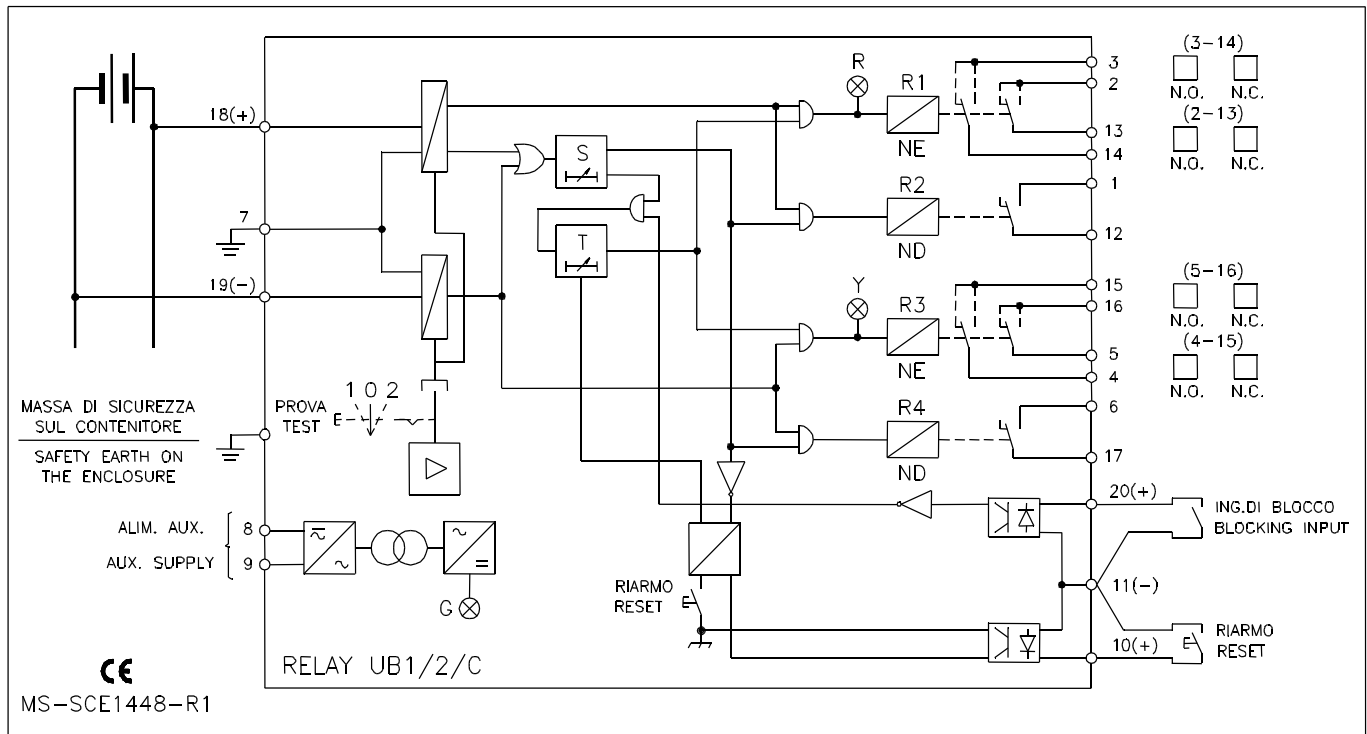 18(+)
7
19(-)
MASSA DI SICUREZZA
SUL CONTENITORE
SAFETY EARTH ON
THE ENCLOSURE
ALIM. AUX.
AUX. SUPPLY
8
9
CE
MS-SCE1448-R1
1 0 2
PROVA
TEST
G
RELAY UB1/2/C
S
T
RIARMO
RESET
R
R1
NE
R2
ND
Y
R3
NE
R4
ND
3
2
13
14
1
12
15
16
5
4
6
17
20(+)
11(-)
10(+)
(3-14)
N.O. N.C.
(2-13)
N.O. N.C.
(5-16)
N.O. N.C.
(4-15)
N.O. N.C.
ING.DI BLOCCO
BLOCKING INPUT
RIARMO
RESET